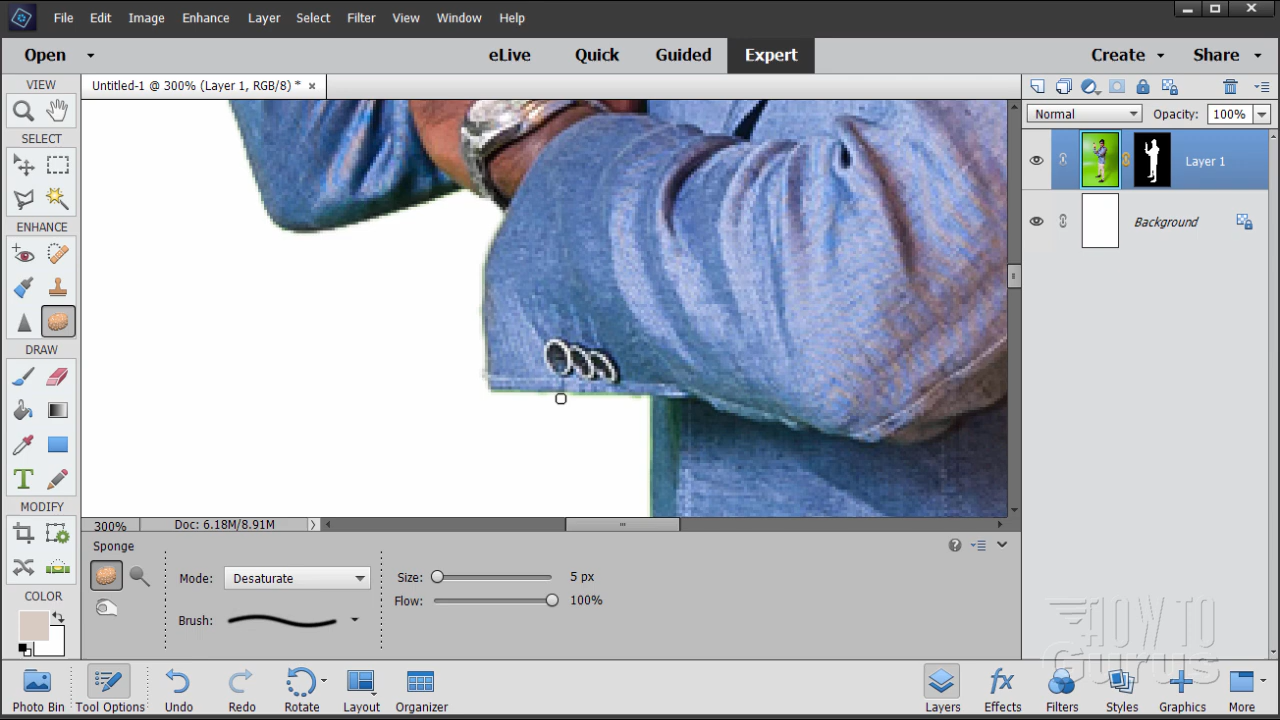 File Edit Image Enhance Layer Select Filter View Window Help
Open eLive Quick Guided Expert Create Share
VIEW
Untitled-1 @ 300% (Layer 1, RGB/8) * ×
Normal Opacity: 100%
SELECT
Layer 1
Background
ENHANCE
DRAW
T
MODIFY
300% Doc: 6.18M/8.91M
Sponge
Mode: Desaturate Size: 5 px
Flow: 100%
COLOR
Brush:
HOW TO
Gurus
Photo Bin Tool Options Undo Redo Rotate Layout Organizer Layers fx Effects Filters Styles Graphics More